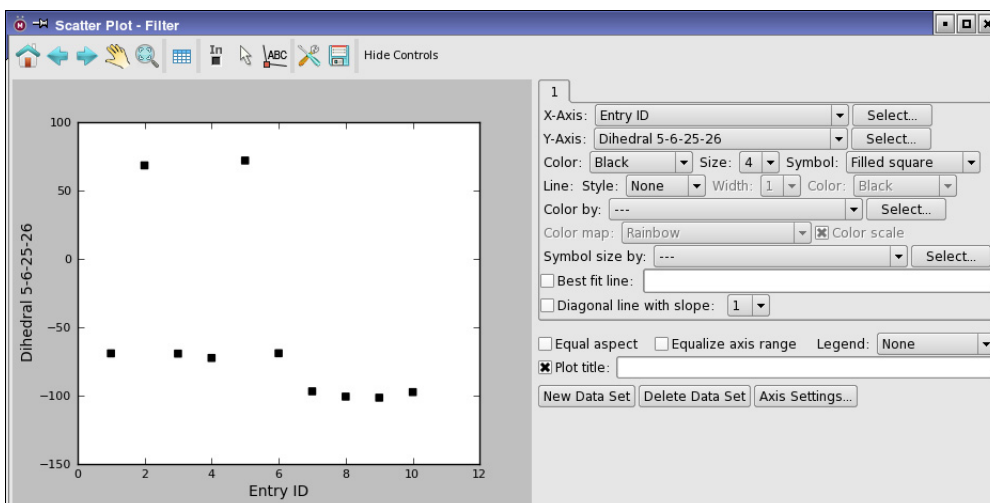 Scatter Plot - Filter
In
ABC
Hide Controls
100
50
0
−50
−100
−150
0 2 4 6 8 10 12
Dihedral 5-6-25-26
Entry ID
1
X-Axis: Entry ID Select...
Y-Axis: Dihedral 5-6-25-26 Select...
Color: Black Size: 4 Symbol: Filled square
Line: Style: None Width: 1 Color: Black
Color by: --- Select...
Color map: Rainbow Color scale
Symbol size by: --- Select...
Best fit line:
Diagonal line with slope: 1
Equal aspect Equalize axis range Legend: None
Plot title:
New Data Set Delete Data Set Axis Settings...